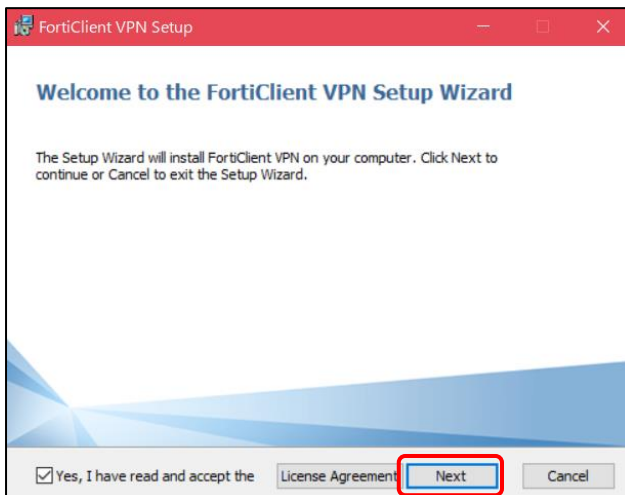 FortiClient VPN Setup
Welcome to the FortiClient VPN Setup Wizard
The Setup Wizard will install FortiClient VPN on your computer. Click Next to
continue or Cancel to exit the Setup Wizard.
Yes, I have read and accept the License Agreement Next Cancel